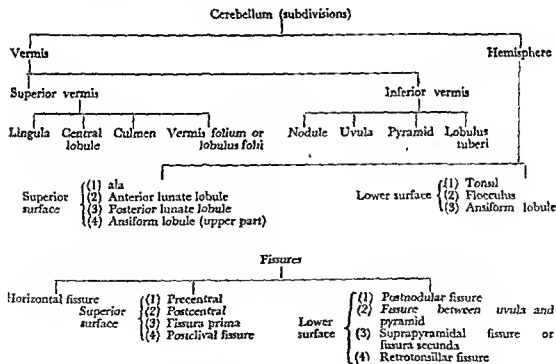 Cerebellum (subdivisions)
Vermis Hemisphere
Superior vermis Inferior vermis
Lingula Central lobule Culmen Vermis folium or lobulus folii Nodule Uvula Pyramid Lobulus tuberi
Superior surface
(1) ala
(2) Anterior lunate lobule
(3) Posterior lunate lobule
(4) Ansiform lobule (upper part)
Lower surface
(1) Tonsil
(2) Flocculus
(3) Ansiform lobule
Fissures
Horizontal fissure
Superior surface
(1) Precentral
(2) Postcentral
(3) Fissura prima
(4) Postclival fissure
Lower surface
(1) Postnodular fissure
(2) Fissure between uvula and
pyramid
(3) Suprapyramidal fissure or
fissura secunda
(4) Retrotonsillar fissure